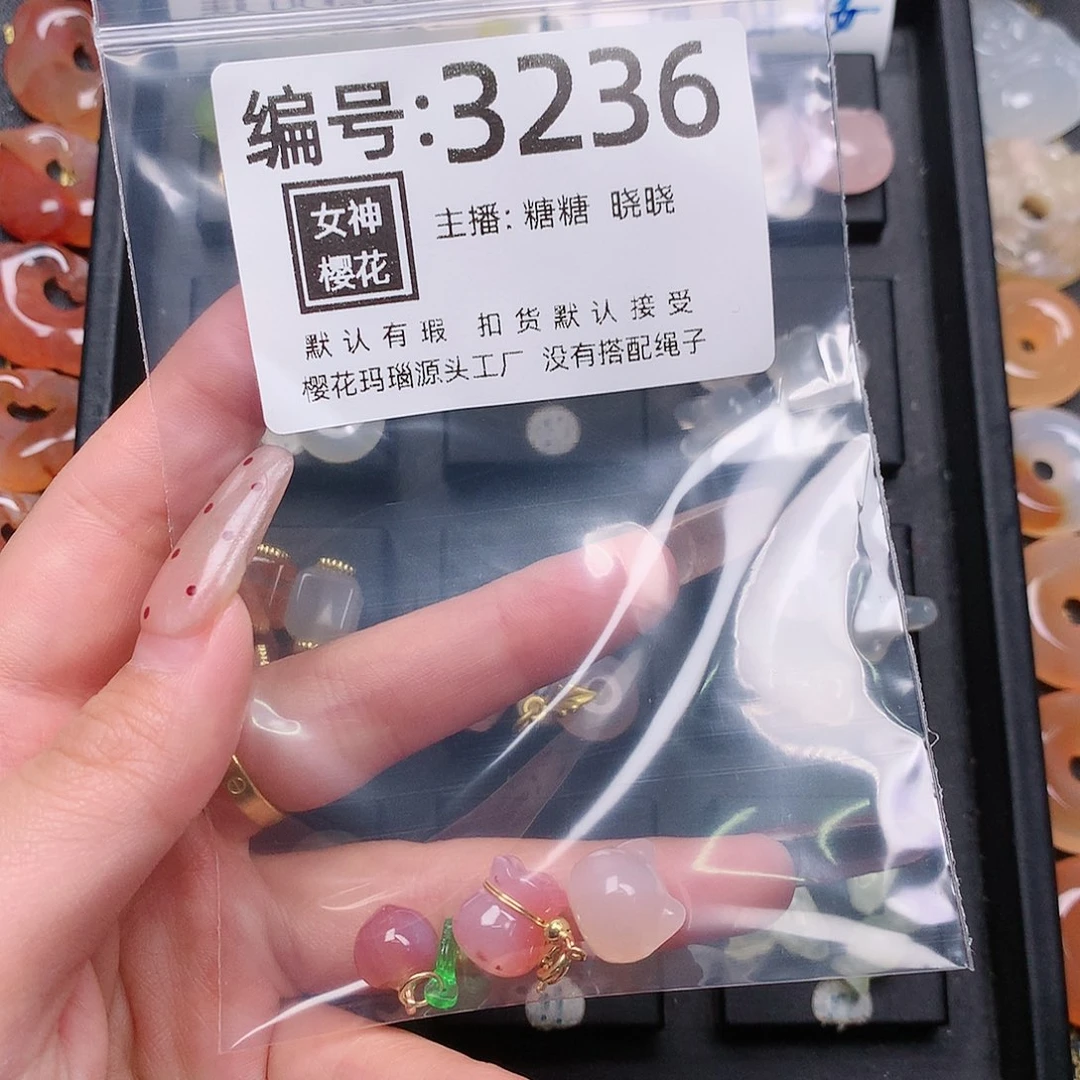 编号:3236
女神
樱花
主播: 糖糖 晓晓
默认有瑕 扣货默认接受
樱花玛瑙源头工厂 没有搭配绳子